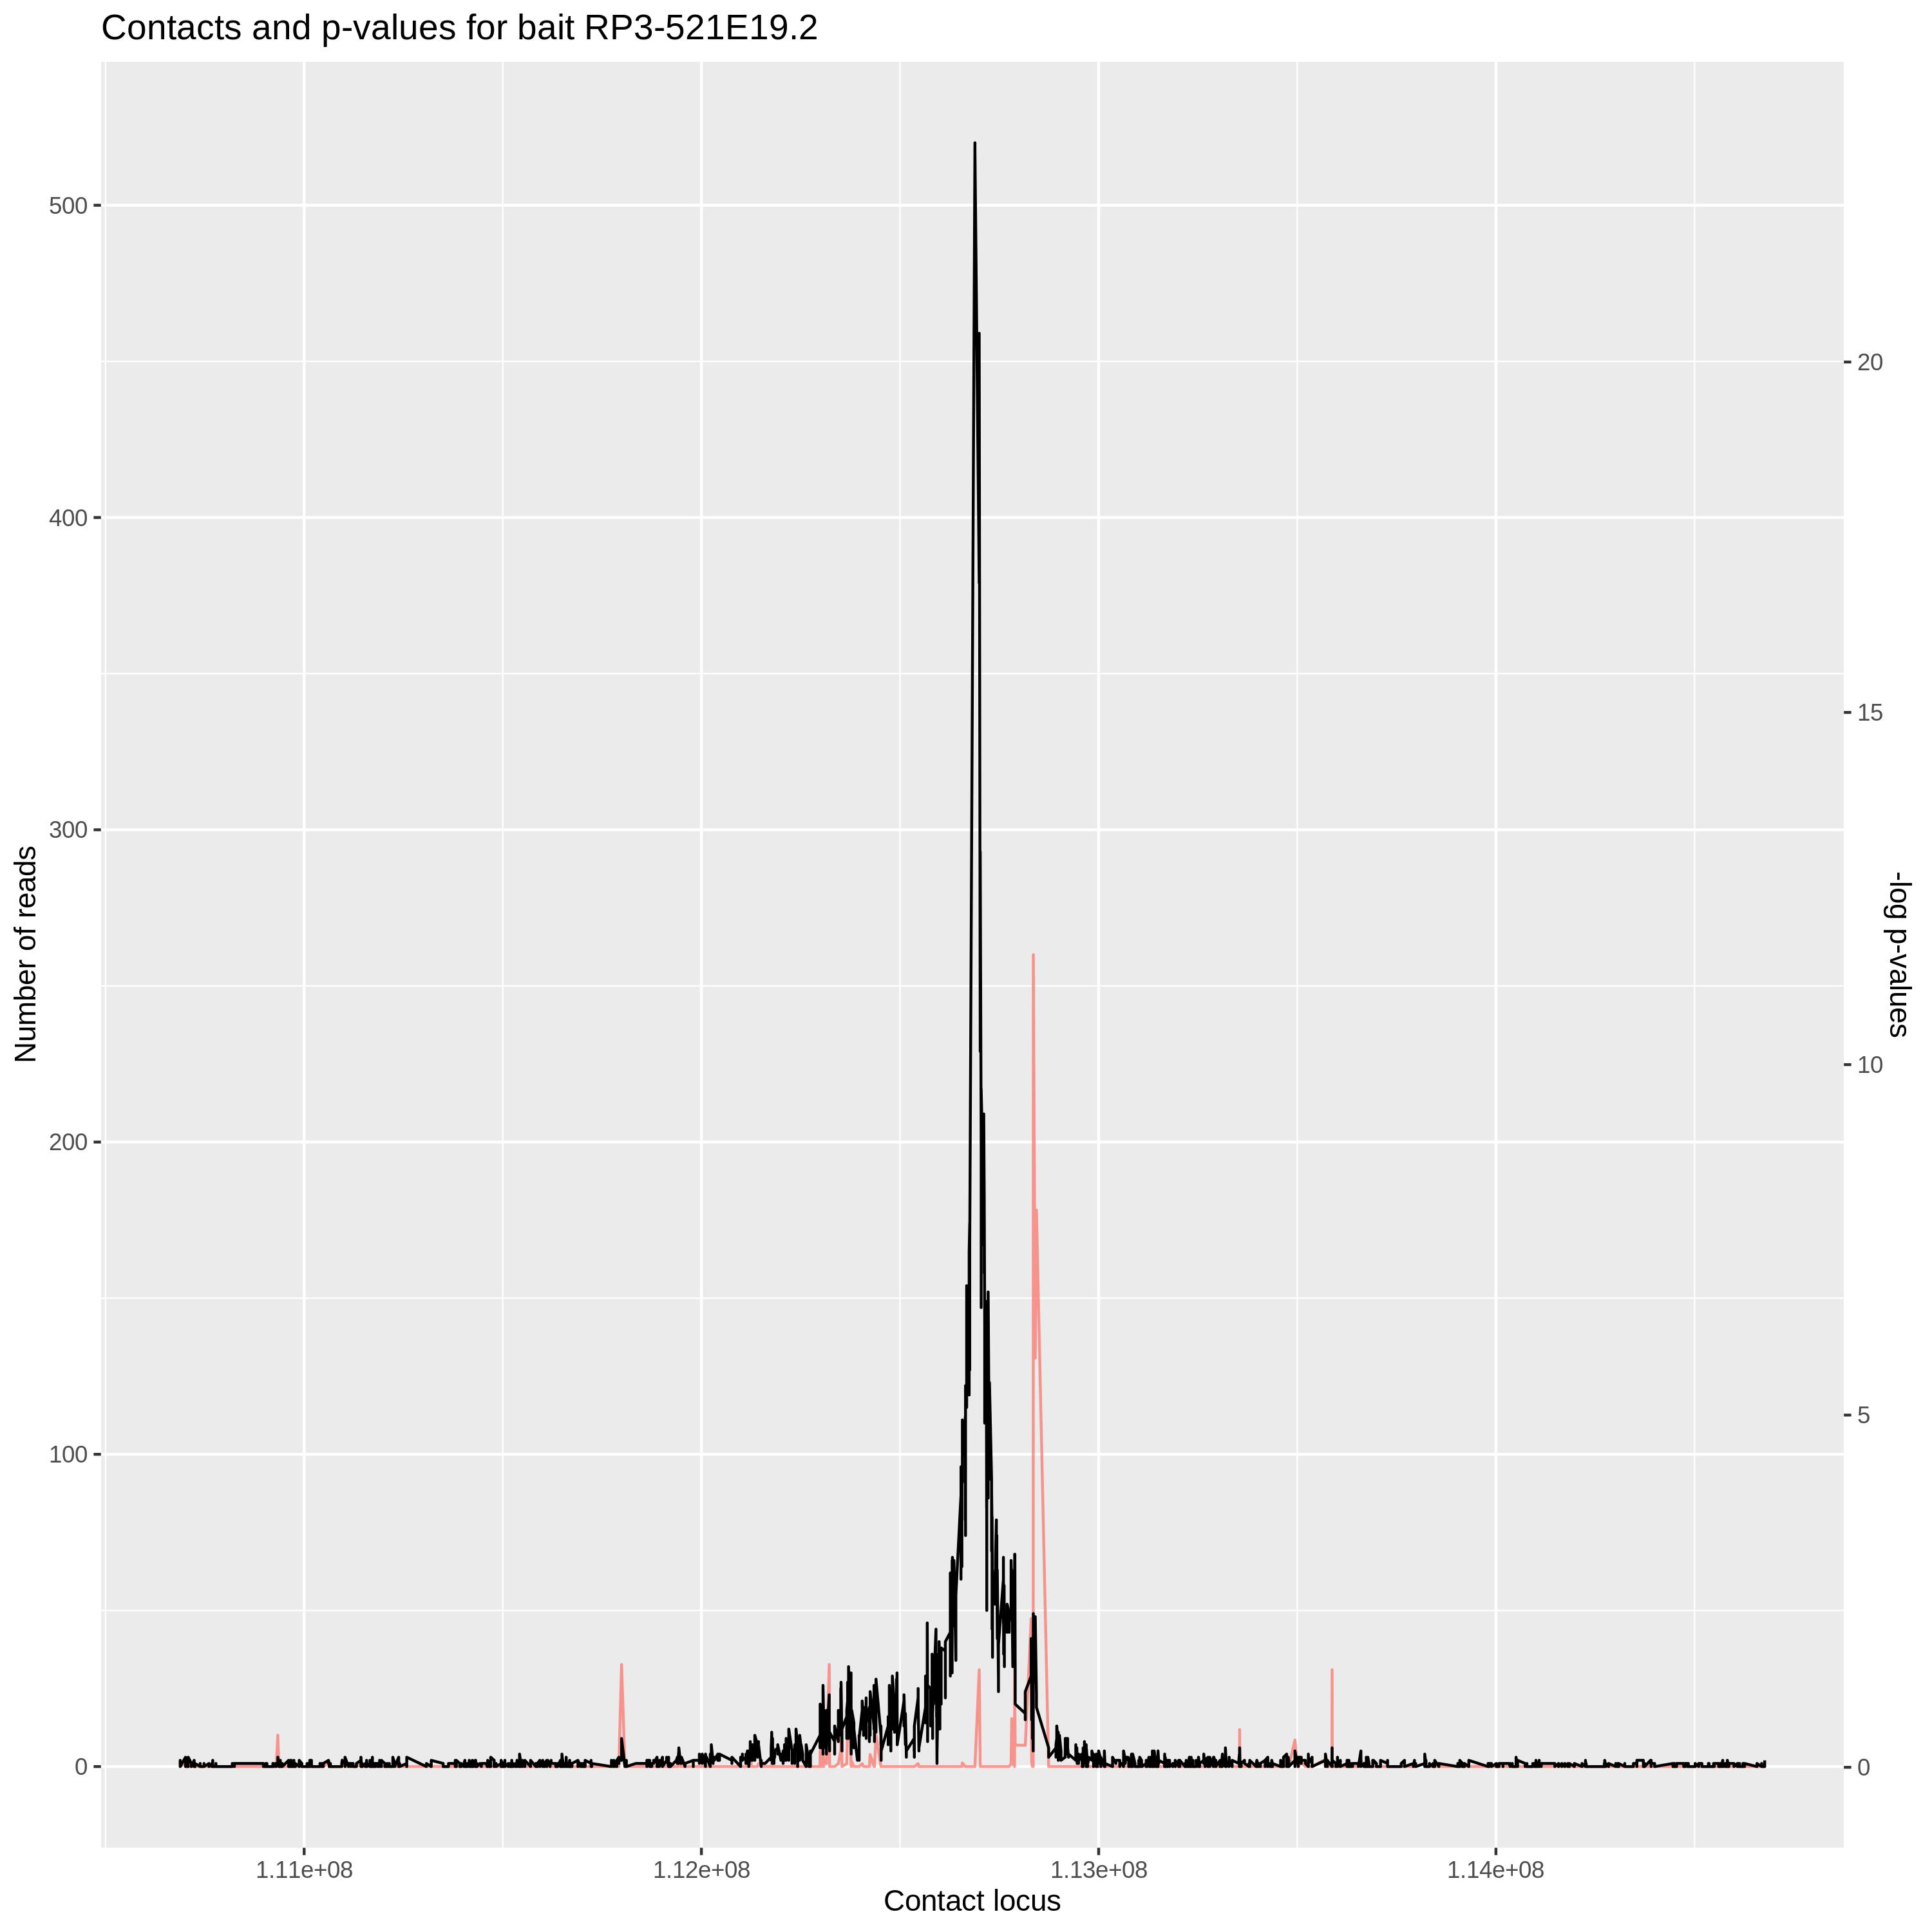 Contacts and p-values for bait RP3-521E19.2
Number of reads
500
400
300
200
100
0
20
15
10
5
0
-log p-values
1.11e+08
1.12e+08
1.13e+08
1.14e+08
Contact locus